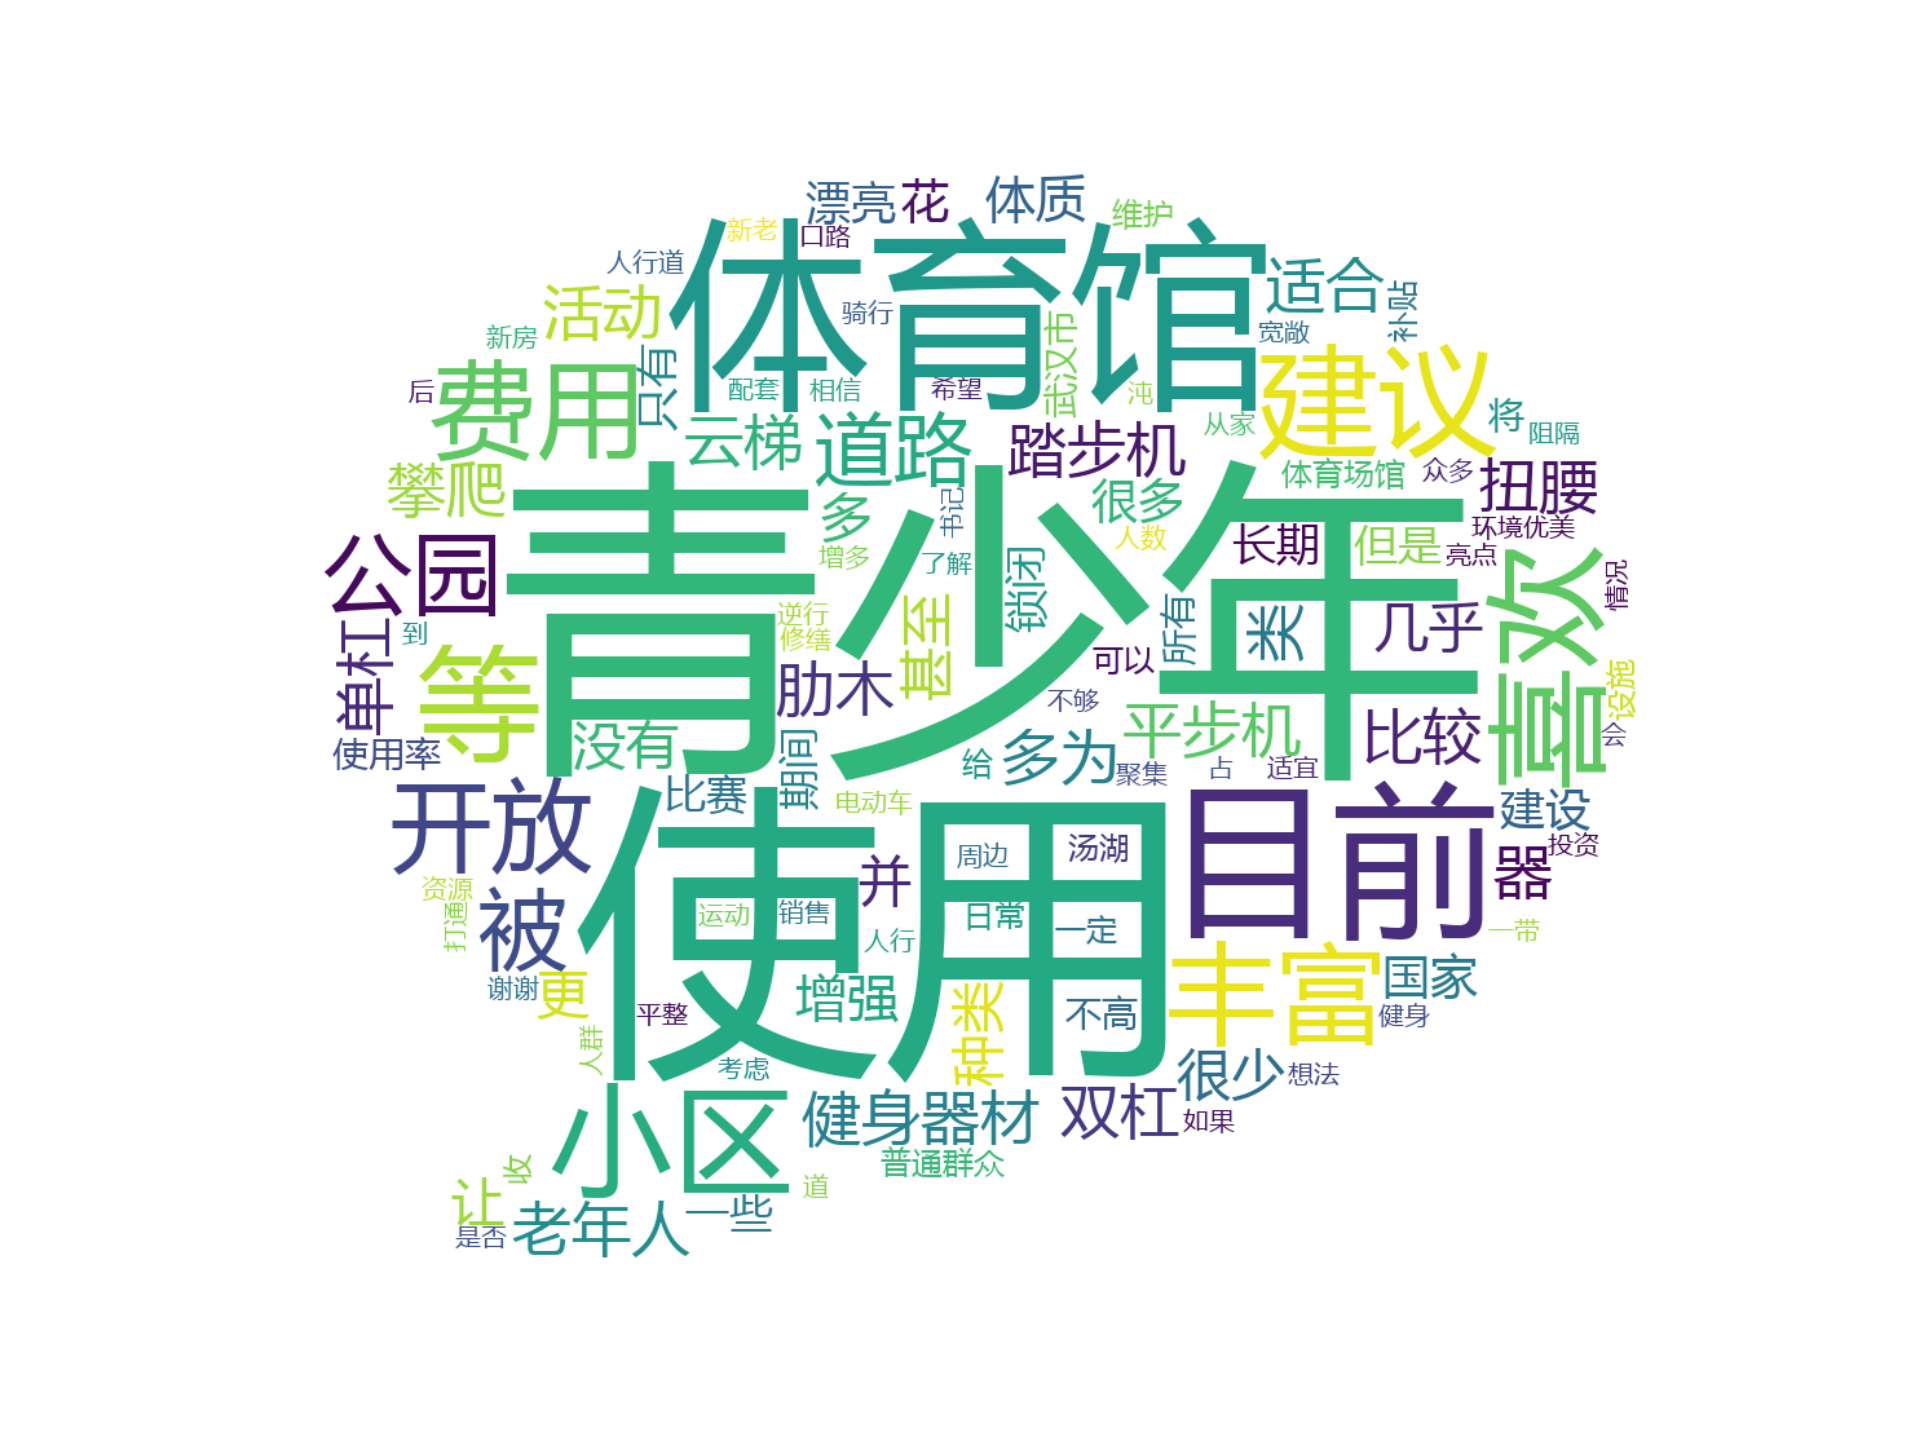 漂亮
花
体质
维护
新老
口路
人行道
体育馆
适合
补贴
活动
骑行
武汉市
宽敞
新房
只有
费用
建议
后
配套
相信
希望
沌
从家
将
阻隔
云梯
道路
踏步机
攀爬
很多
体育场馆
众多
扭腰
青少年
多
书记
人数
环境优美
公园
增多
了解
锁闭
长期
但是
亮点
喜欢
情况
单杠
到
等
逆行
修缮
甚至
所有
类
几乎
肋木
可以
设施
使用率
没有
期间
不够
平步机
比较
会
给
多为
聚集
占
适宜
开放
比赛
电动车
使用
目前
建设
周边
汤湖
并
器
投资
资源
打通
被
运动
销售
日常
一定
人行
一带
谢谢
更
平整
增强
种类
不高
丰富
国家
健身
人群
考虑
很少
想法
小区
健身器材
双杠
如果
普通群众
收
让
道
是否
老年人
一些